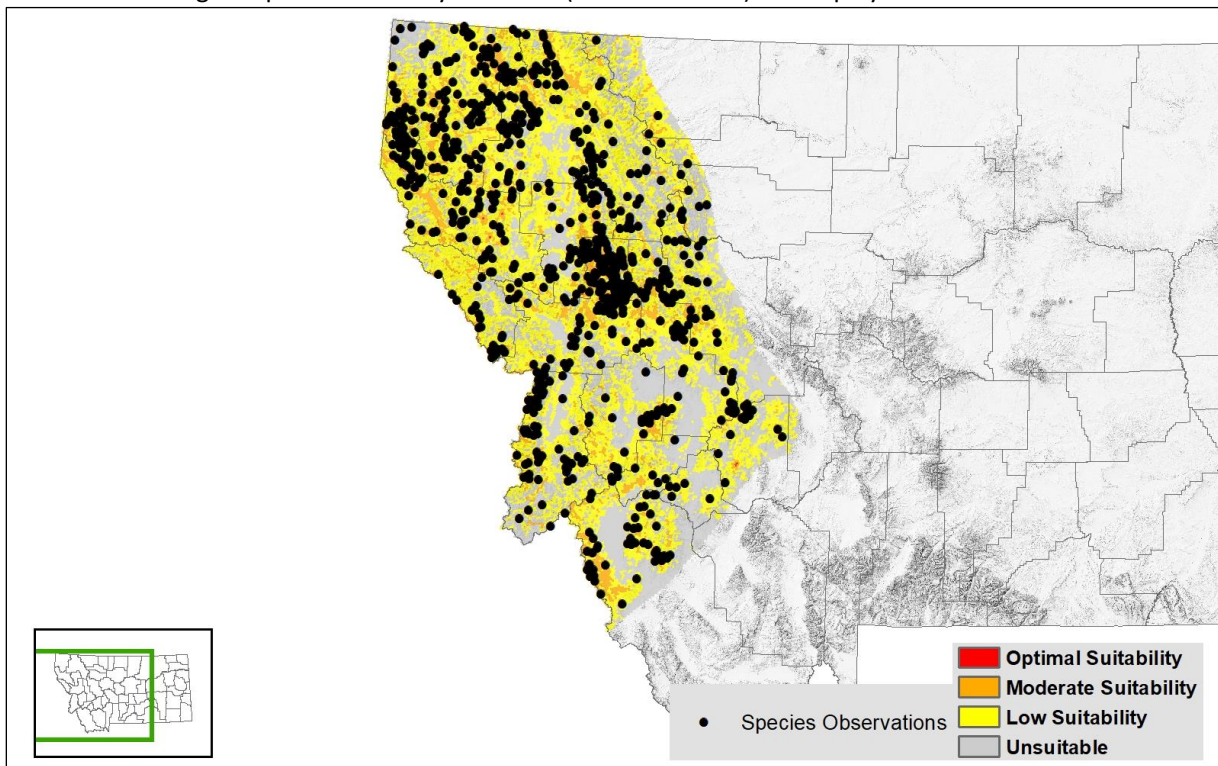 Optimal Suitability
Moderate Suitability
Species Observations
Low Suitability
Unsuitable